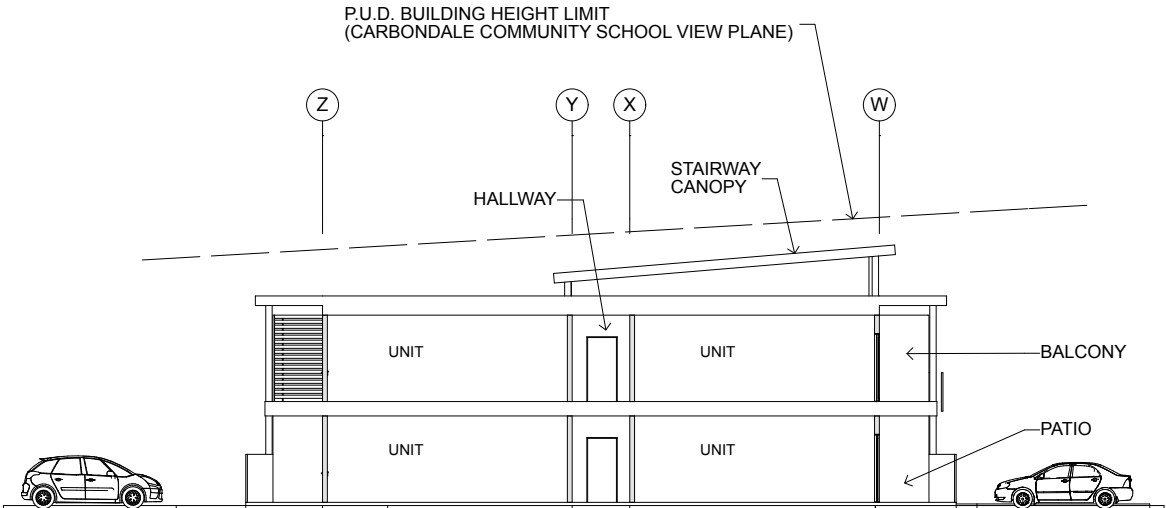 P.U.D. BUILDING HEIGHT LIMIT
(CARBONDALE COMMUNITY SCHOOL VIEW PLANE)
Z
Y
X
W
STAIRWAY
CANOPY
HALLWAY
UNIT
UNIT
BALCONY
PATIO
UNIT
UNIT